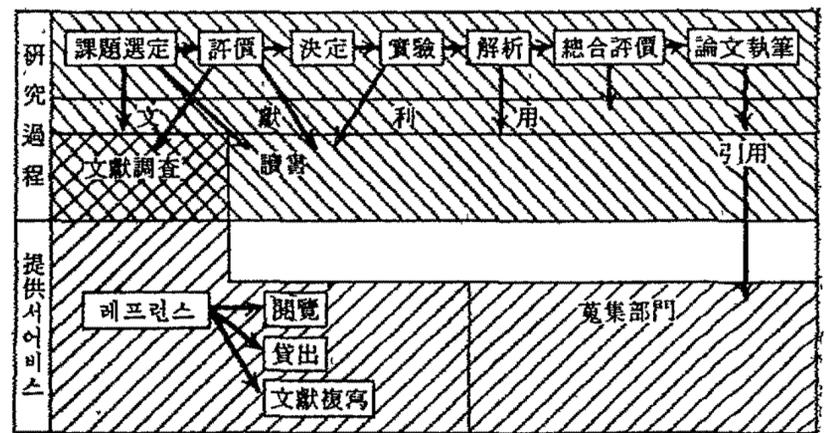 研究過程
課題選定 評價 決定 實驗 解析 總合評價 論文執筆
文獻利用
文獻調査 讀書 引用
提供서어비스
레프런스 閱覽 蒐集部門
貸出
文獻複寫